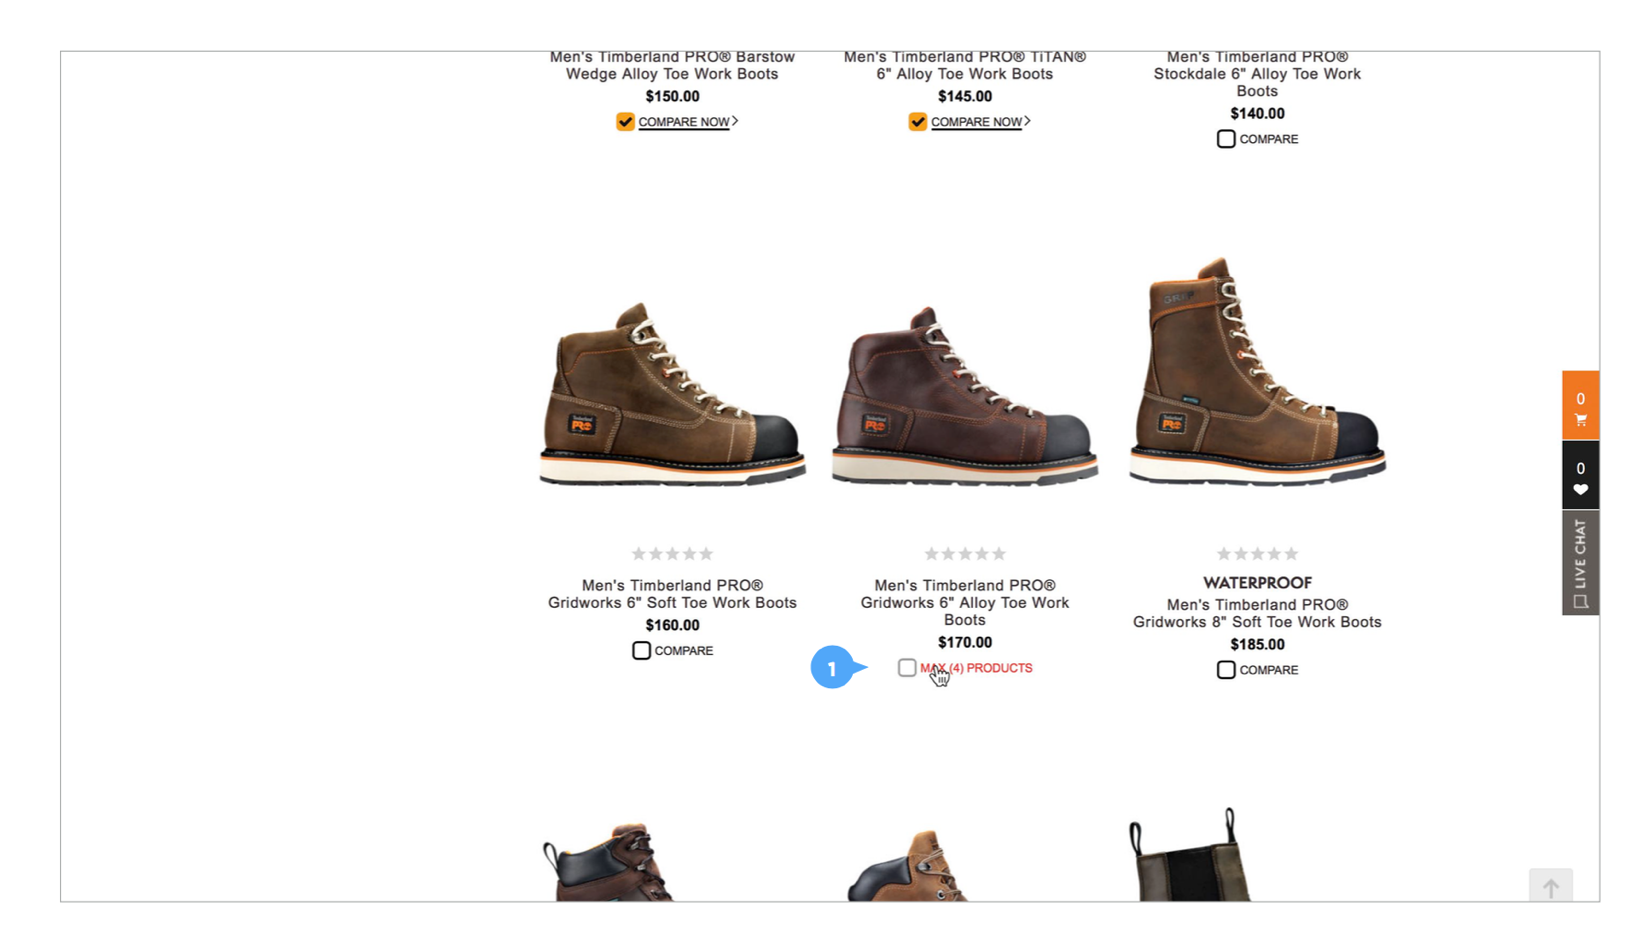 Men's Timberland PRO® Barstow
Wedge Alloy Toe Work Boots
$150.00
COMPARE NOW
Men's Timberland PRO® TiTAN®
6" Alloy Toe Work Boots
$145.00
COMPARE NOW
Men's Timberland PRO®
Stockdale 6" Alloy Toe Work
Boots
$140.00
COMPARE
PRO
Men's Timberland PRO®
Gridworks 6" Soft Toe Work Boots
$160.00
COMPARE
PRO
Men's Timberland PRO®
Gridworks 6" Alloy Toe Work
Boots
$170.00
1
MAX (4) PRODUCTS
PRO
WATERPROOF
Men's Timberland PRO®
Gridworks 8" Soft Toe Work Boots
$185.00
COMPARE
0
0
LIVE CHAT